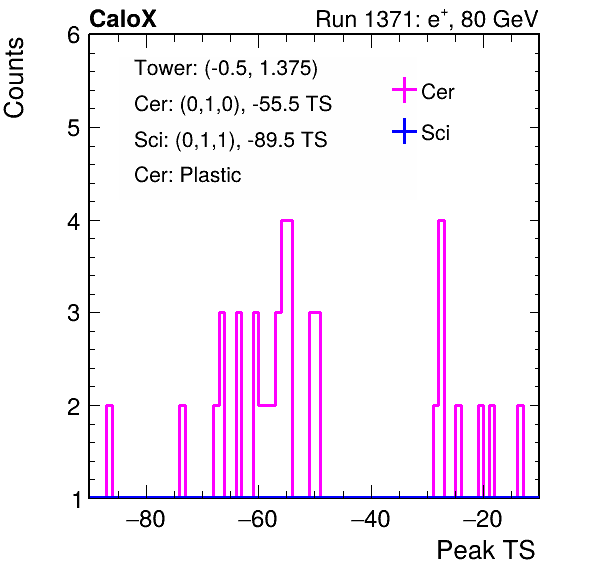 CaloX Run 1371: e⁺, 80 GeV
Counts
6
Tower: (-0.5, 1.375)
Cer: (0,1,0), -55.5 TS
Sci: (0,1,1), -89.5 TS
Cer: Plastic
Cer
Sci
5
4
3
2
1
−80 −60 −40 −20
Peak TS